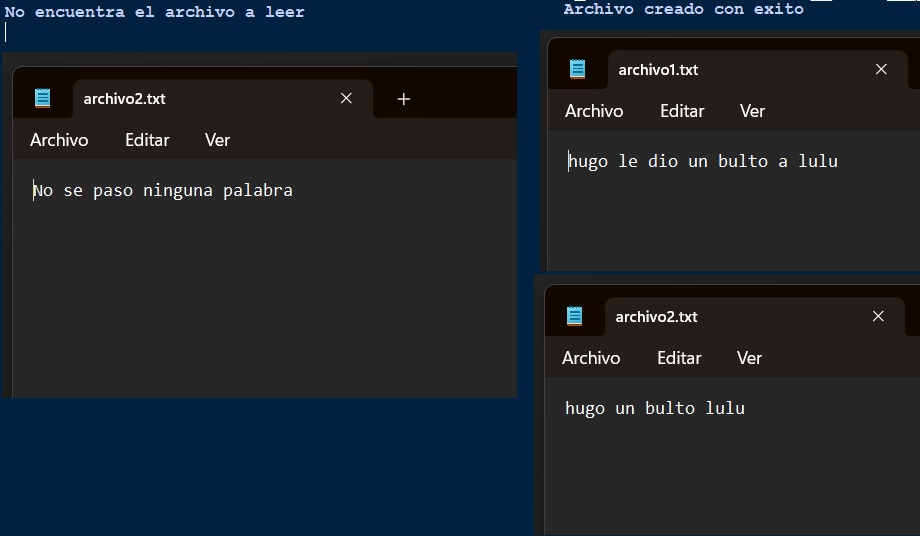 No encuentra el archivo a leer
archivo2.txt
Archivo Editar Ver
No se paso ninguna palabra
Archivo creado con exito
archivo1.txt
Archivo Editar Ver
hugo le dio un bulto a lulu
archivo2.txt
Archivo Editar Ver
hugo un bulto lulu